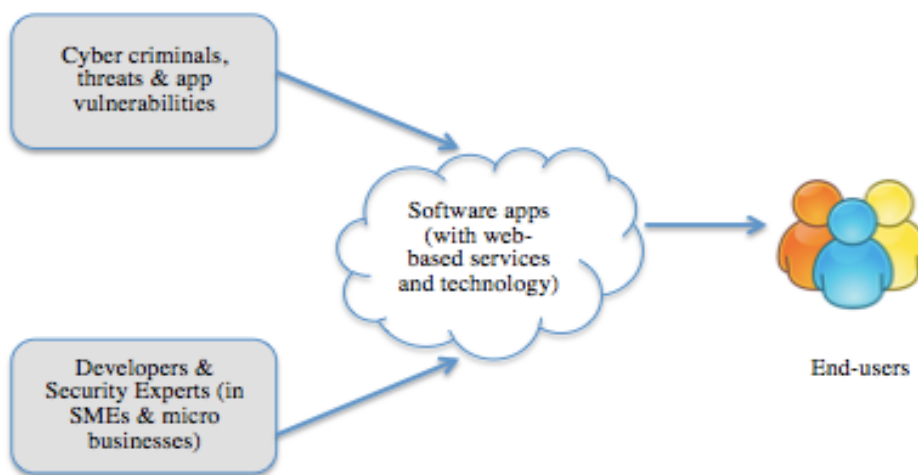 Cyber criminals,
threats & app
vulnerabilities
Software apps
(with web-
based services
and technology)
Developers &
Security Experts (in
SMEs & micro
businesses)
End-users